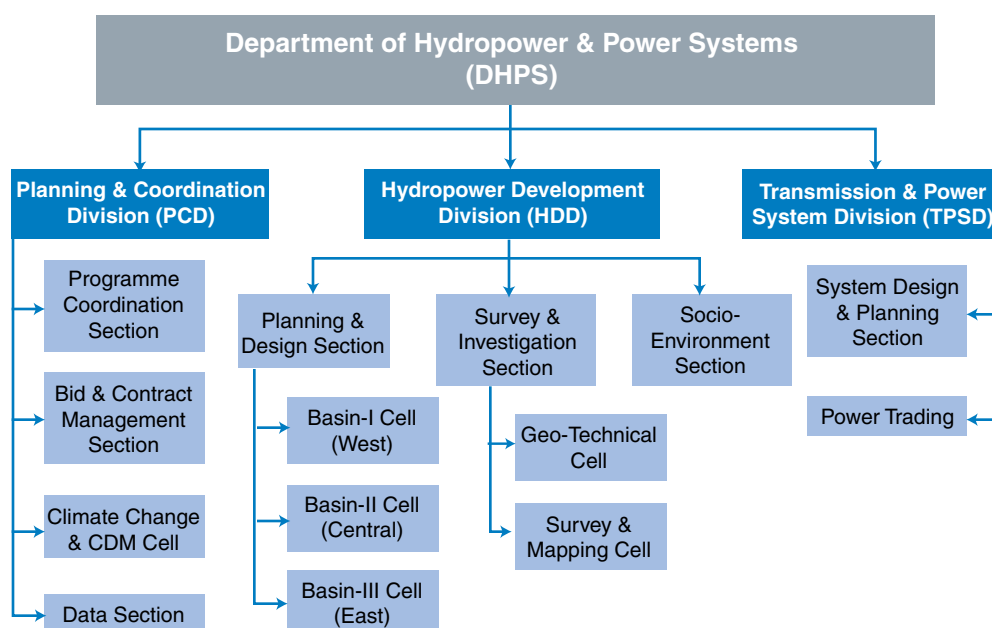 Department of Hydropower & Power Systems
(DHPS)
Planning & Coordination
Division (PCD)
Hydropower Development
Division (HDD)
Transmission & Power
System Division (TPSD)
Programme
Coordination
Section
Bid & Contract
Management
Section
Climate Change
& CDM Cell
Data Section
Planning &
Design Section
Basin-I Cell
(West)
Basin-II Cell
(Central)
Basin-III Cell
(East)
Survey &
Investigation
Section
Geo-Technical
Cell
Survey &
Mapping Cell
Socio-
Environment
Section
System Design
& Planning
Section
Power Trading